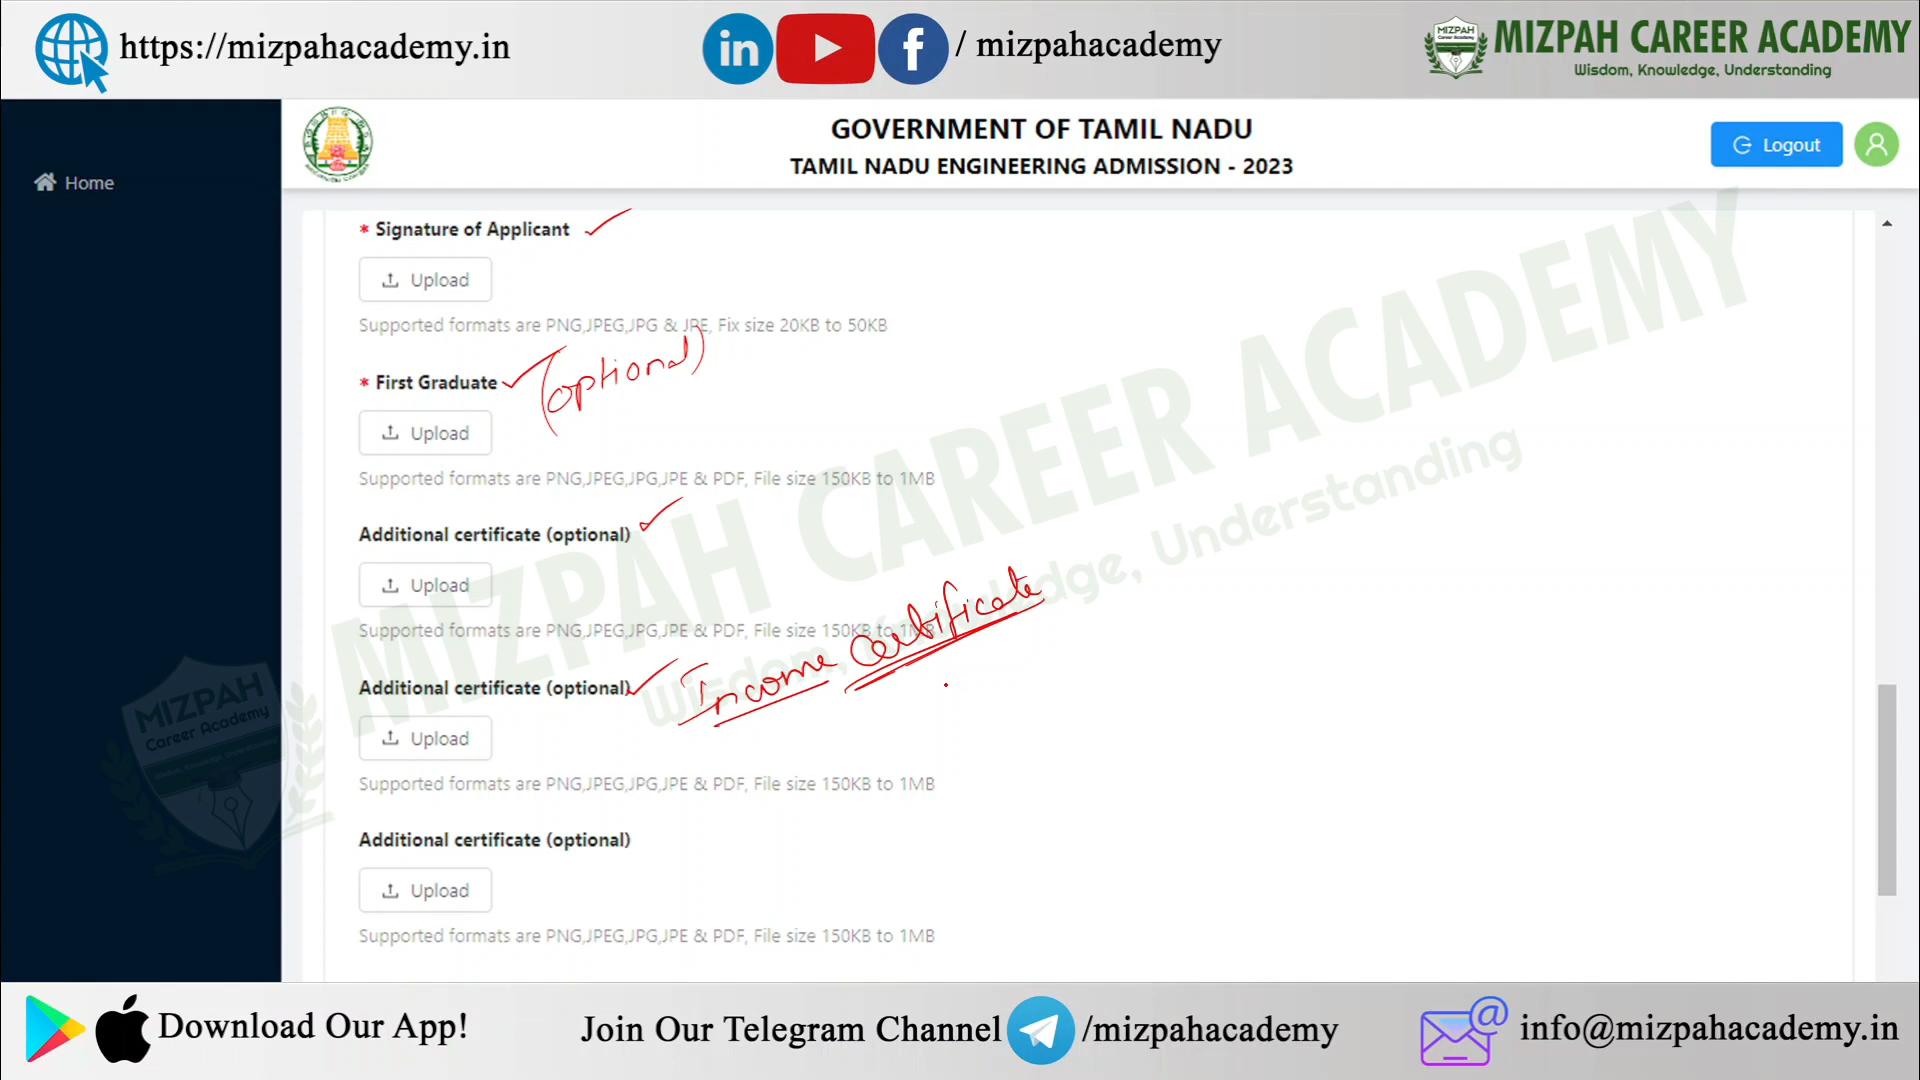 https://mizpahacademy.in
/ mizpahacademy
MIZPAH CAREER ACADEMY
Wisdom, Knowledge, Understanding
GOVERNMENT OF TAMIL NADU
TAMIL NADU ENGINEERING ADMISSION - 2023
Logout
Home
* Signature of Applicant
Upload
Supported formats are PNG,JPEG,JPG & JPE, Fix size 20KB to 50KB
* First Graduate
(optional)
Upload
Supported formats are PNG,JPEG,JPG,JPE & PDF, File size 150KB to 1MB
Additional certificate (optional)
Upload
Supported formats are PNG,JPEG,JPG,JPE & PDF, File size 150KB to 1MB
Additional certificate (optional)
Income Certificate
Upload
Supported formats are PNG,JPEG,JPG,JPE & PDF, File size 150KB to 1MB
Additional certificate (optional)
Upload
Supported formats are PNG,JPEG,JPG,JPE & PDF, File size 150KB to 1MB
MIZPAH CAREER ACADEMY
Wisdom, Knowledge, Understanding
MIZPAH
Career Academy
Download Our App!
Join Our Telegram Channel
/mizpahacademy
info@mizpahacademy.in